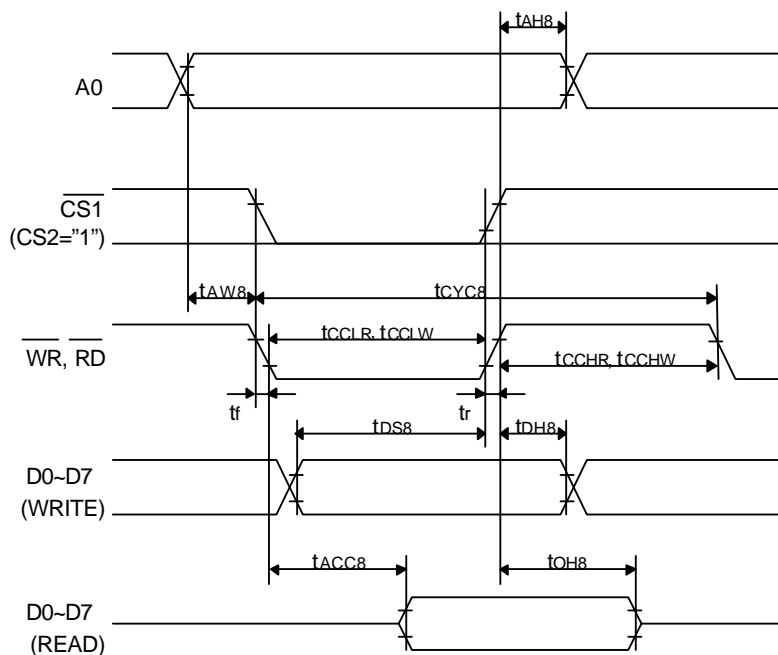 tAH8
A0
CS1
(CS2="1")
tAW8
tCYC8
tCCLR, tCCLW
WR, RD
tCCHR, tCCHW
tf
tr
tDS8
tDH8
D0~D7
(WRITE)
tACC8
tOH8
D0~D7
(READ)